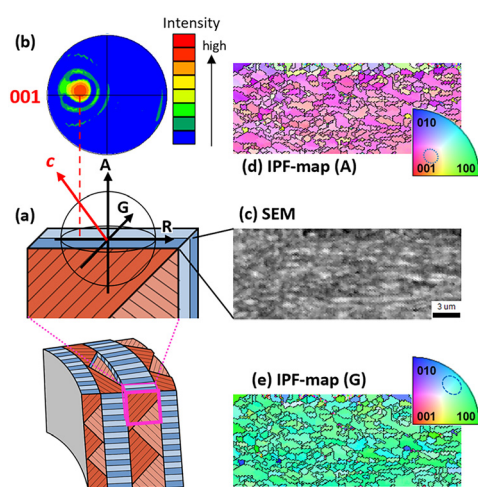 (b)
Intensity
high
001
A
c
G
(a)
R
010
001 100
(d) IPF-map (A)
(c) SEM
3 um
010
001 100
(e) IPF-map (G)